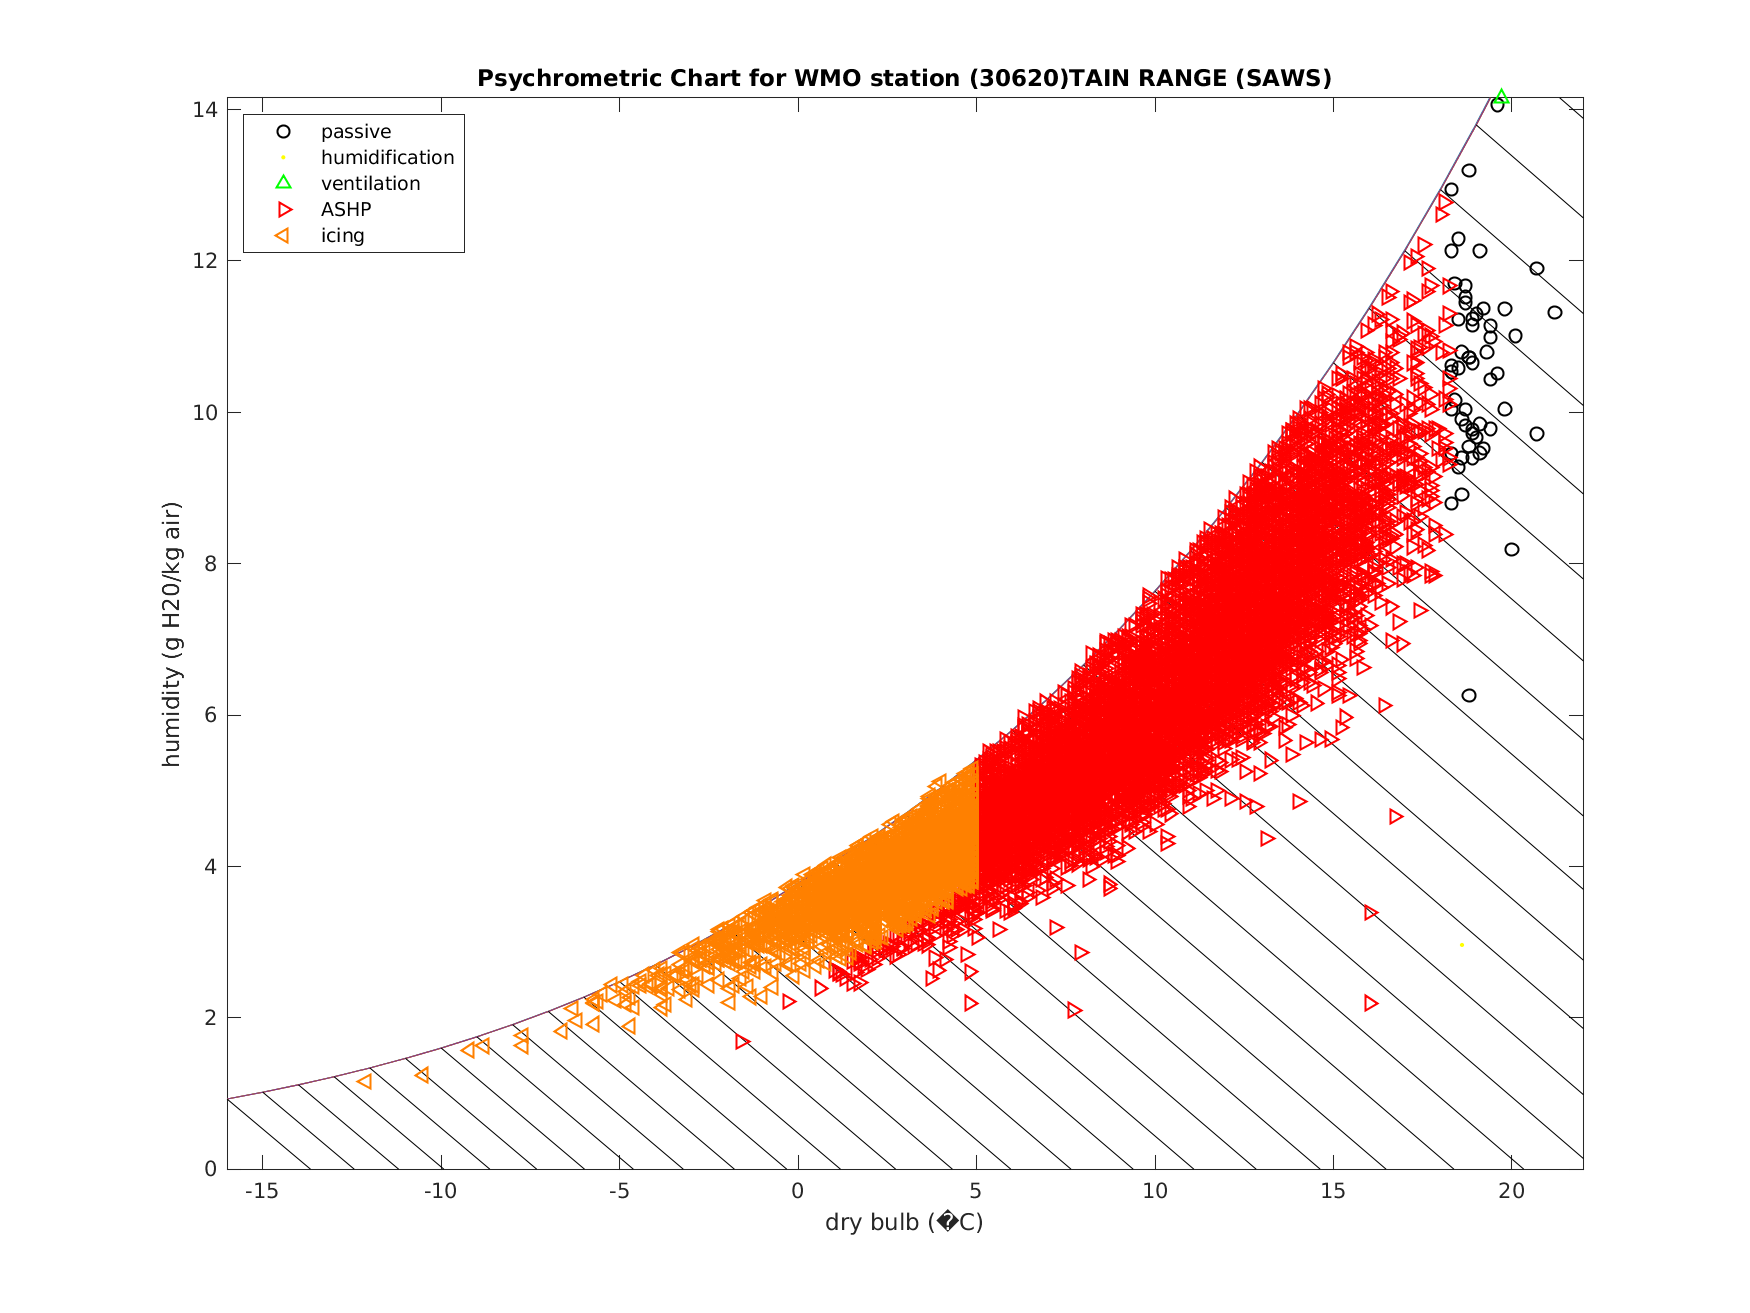 Psychrometric Chart for WMO station (30620)TAIN RANGE (SAWS)
passive
humidification
ventilation
ASHP
icing
14
12
10
8
6
4
2
0
humidity (g H20/kg air)
-15 -10 -5 0 5 10 15 20
dry bulb (�C)